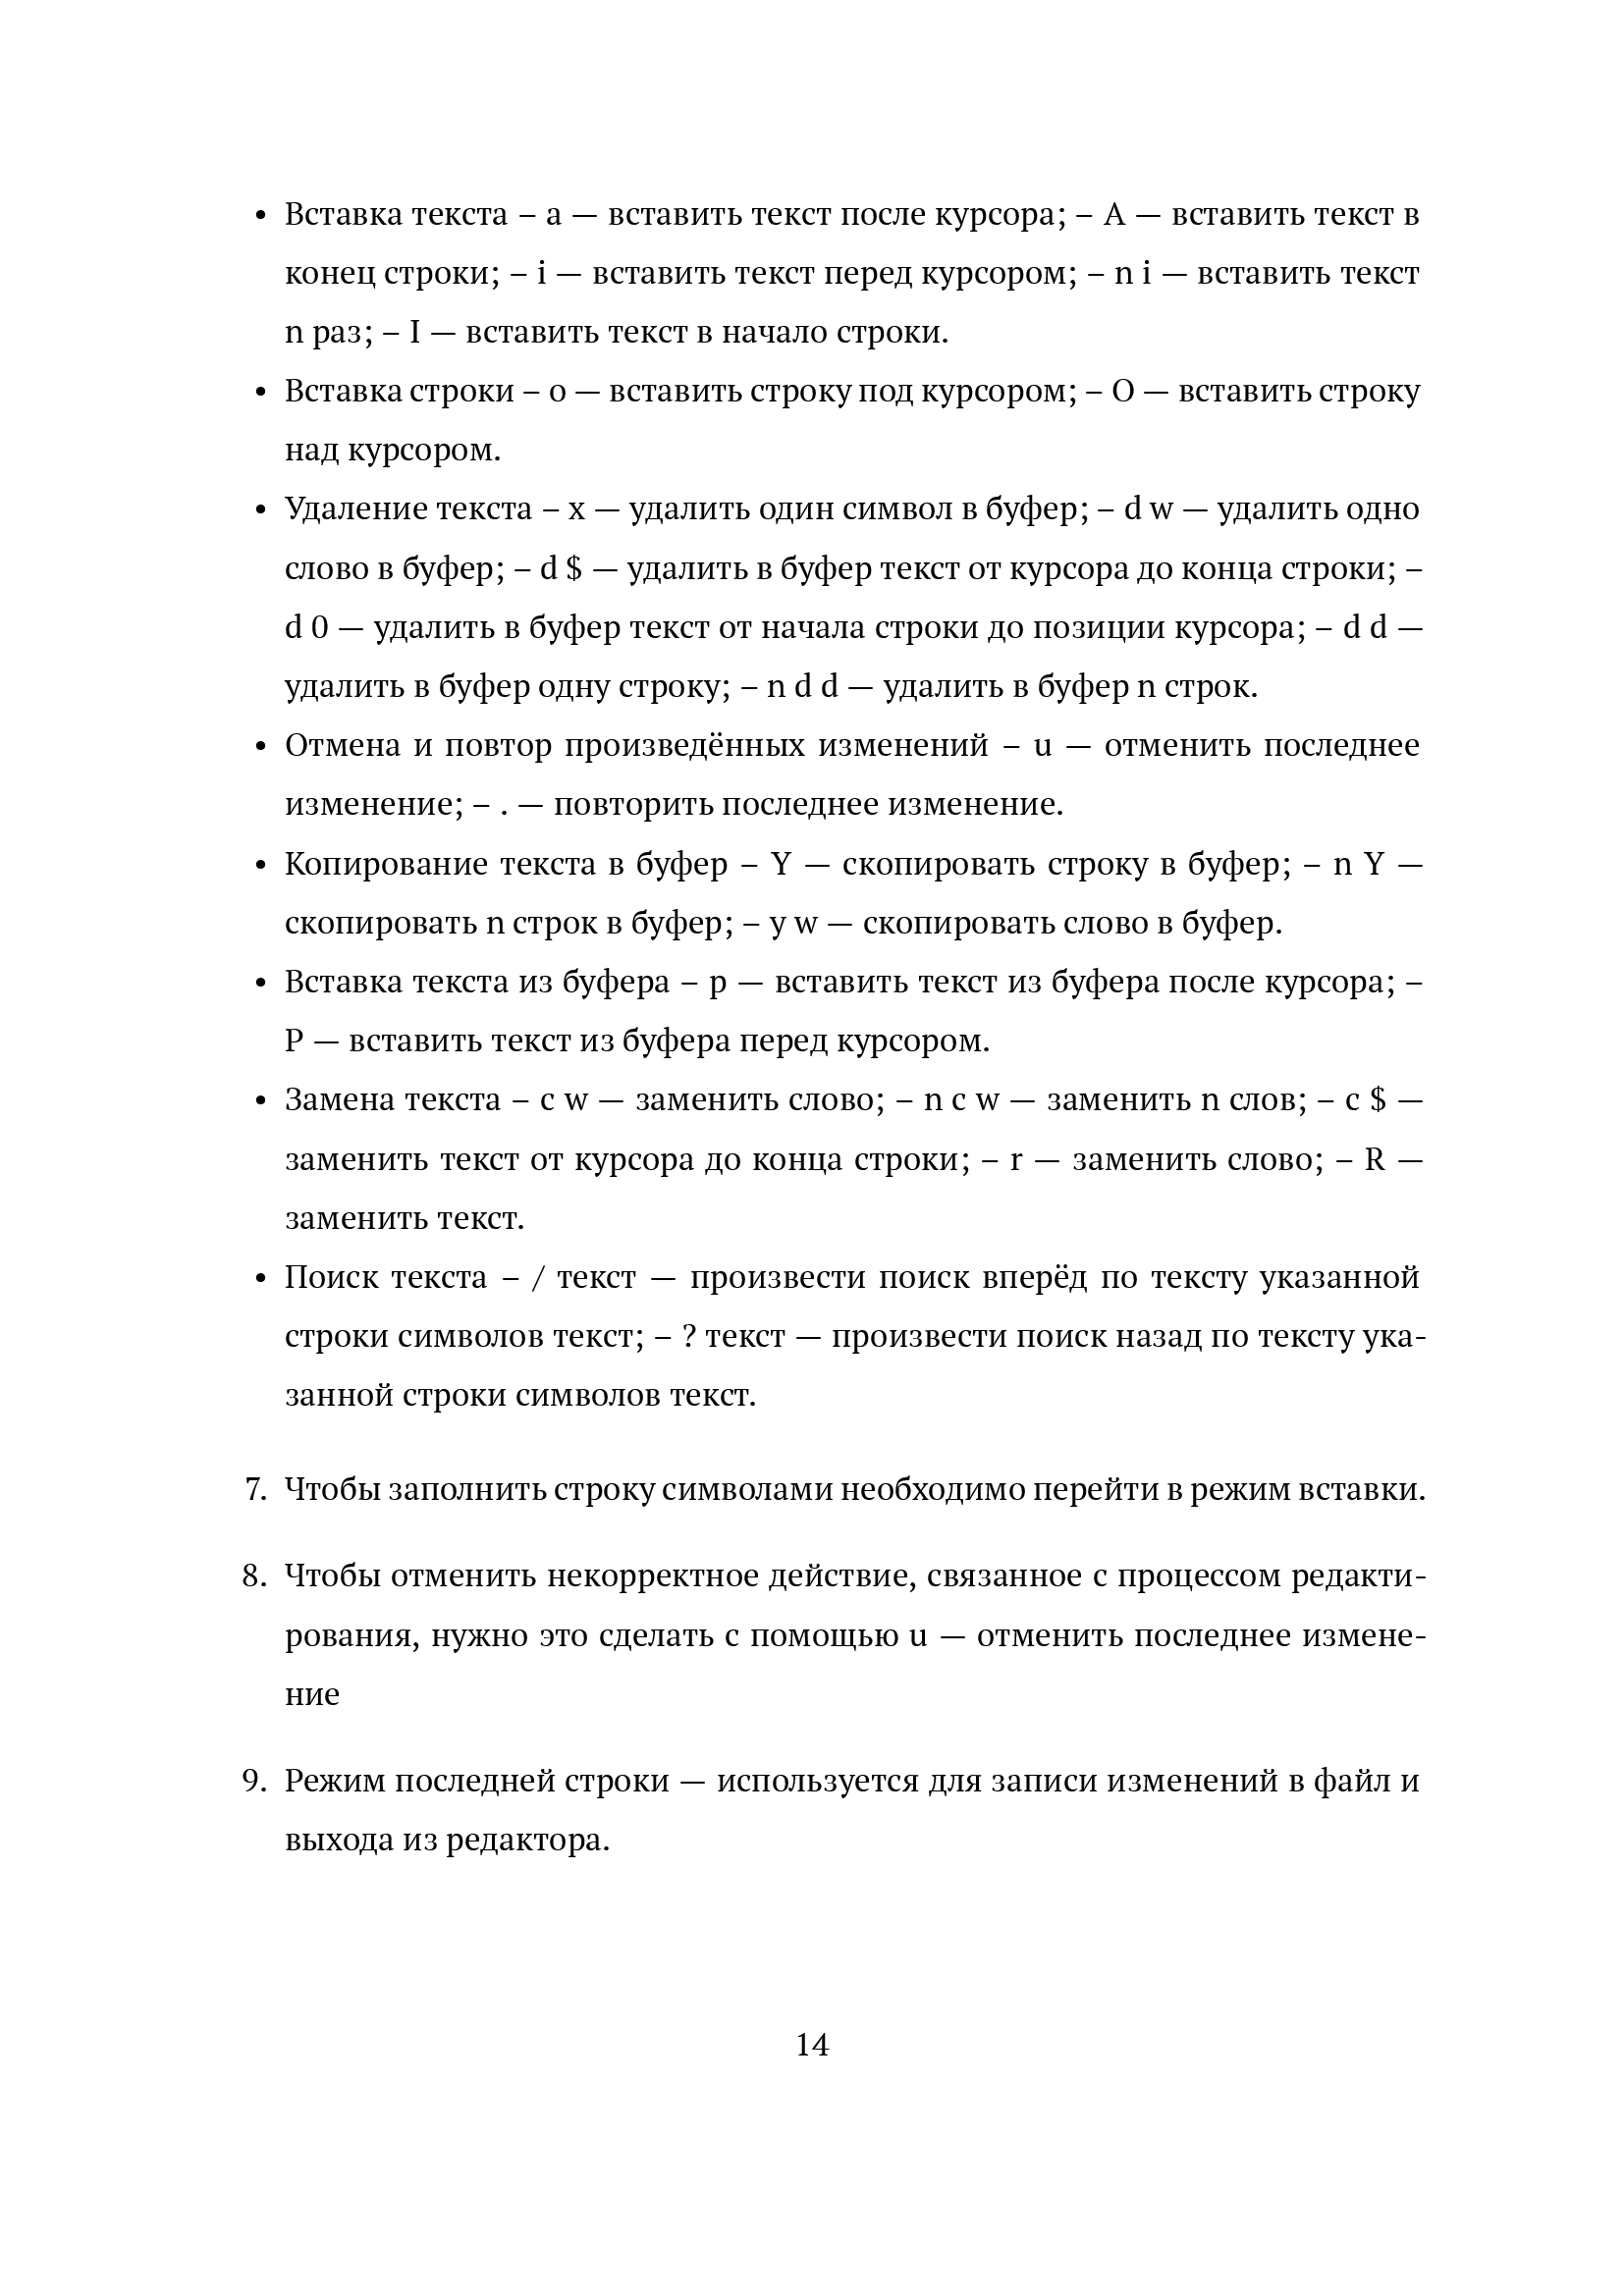 • Вставка текста – a — вставить текст после курсора; – A — вставить текст в
конец строки; – i — вставить текст перед курсором; – n i — вставить текст
n раз; – I — вставить текст в начало строки.
• Вставка строки – o — вставить строку под курсором; – O — вставить строку
над курсором.
• Удаление текста – x — удалить один символ в буфер; – d w — удалить одно
слово в буфер; – d $ — удалить в буфер текст от курсора до конца строки; –
d 0 — удалить в буфер текст от начала строки до позиции курсора; – d d —
удалить в буфер одну строку; – n d d — удалить в буфер n строк.
• Отмена и повтор произведённых изменений – u — отменить последнее
изменение; – . — повторить последнее изменение.
• Копирование текста в буфер – Y — скопировать строку в буфер; – n Y —
скопировать n строк в буфер; – y w — скопировать слово в буфер.
• Вставка текста из буфера – p — вставить текст из буфера после курсора; –
P — вставить текст из буфера перед курсором.
• Замена текста – c w — заменить слово; – n c w — заменить n слов; – c $ —
заменить текст от курсора до конца строки; – r — заменить слово; – R —
заменить текст.
• Поиск текста – / текст — произвести поиск вперёд по тексту указанной
строки символов текст; – ? текст — произвести поиск назад по тексту ука-
занной строки символов текст.
7. Чтобы заполнить строку символами необходимо перейти в режим вставки.
8. Чтобы отменить некорректное действие, связанное с процессом редакти-
рования, нужно это сделать с помощью u — отменить последнее измене-
ние
9. Режим последней строки — используется для записи изменений в файл и
выхода из редактора.
14